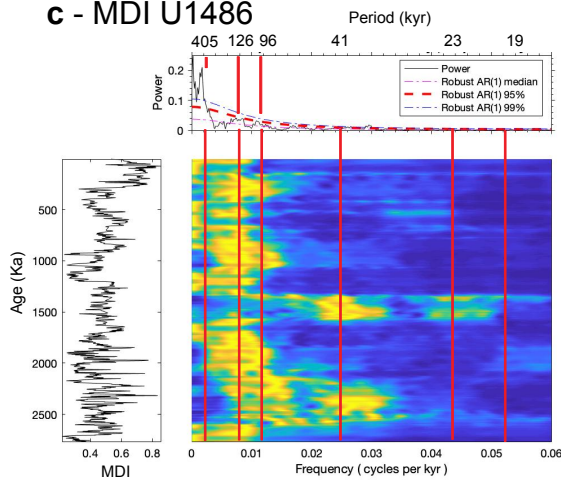 c - MDI U1486
Period (kyr)
405 126 96 41 23 19
Power
0.2
0.1
0
Power
Robust AR(1) median
Robust AR(1) 95%
Robust AR(1) 99%
Age (Ka)
500
1000
1500
2000
2500
0.4 0.6 0.8
MDI
0 0.01 0.02 0.03 0.04 0.05 0.06
Frequency ( cycles per kyr )